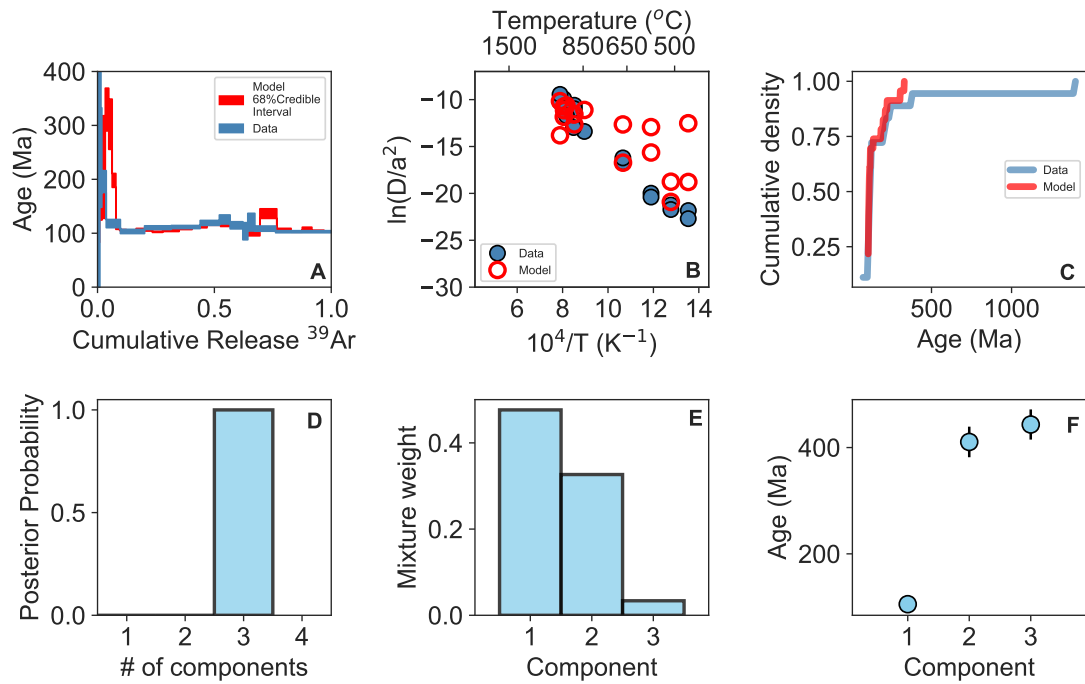 Temperature (°C)
1500 850 650 500
400
300
200
100
0
0.0 0.5 1.0
Age (Ma)
Cumulative Release ³⁹Ar
Model
68%Credible
Interval
Data
A
−10
−15
−20
−25
−30
6 8 10 12 14
ln(D/a²)
10⁴/T (K⁻¹)
Data
Model
B
1.00
0.75
0.50
0.25
500 1000
Cumulative density
Age (Ma)
Data
Model
C
1.0
0.5
0.0
1 2 3 4
Posterior Probability
# of components
D
0.4
0.2
0.0
1 2 3
Mixture weight
Component
E
400
200
1 2 3
Age (Ma)
Component
F